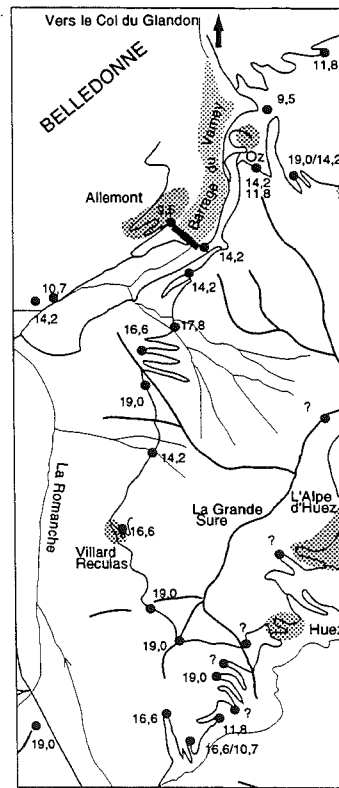 Vers le Col du Glandon
11,8
BELLEDONNE
9,5
Barrage du Verney
Oz
19,0/14,2
14,2
11,8
Allemont
14,2
10,7
14,2
14,2
17,8
16,6
19,0
?
14,2
La Romanche
L'Alpe
d'Huez
La Grande
Sure
16,6
?
Villard
Reculas
19,0
Huez
?
19,0
?
19,0
16,6
?
11,8
19,0
16,6/10,7